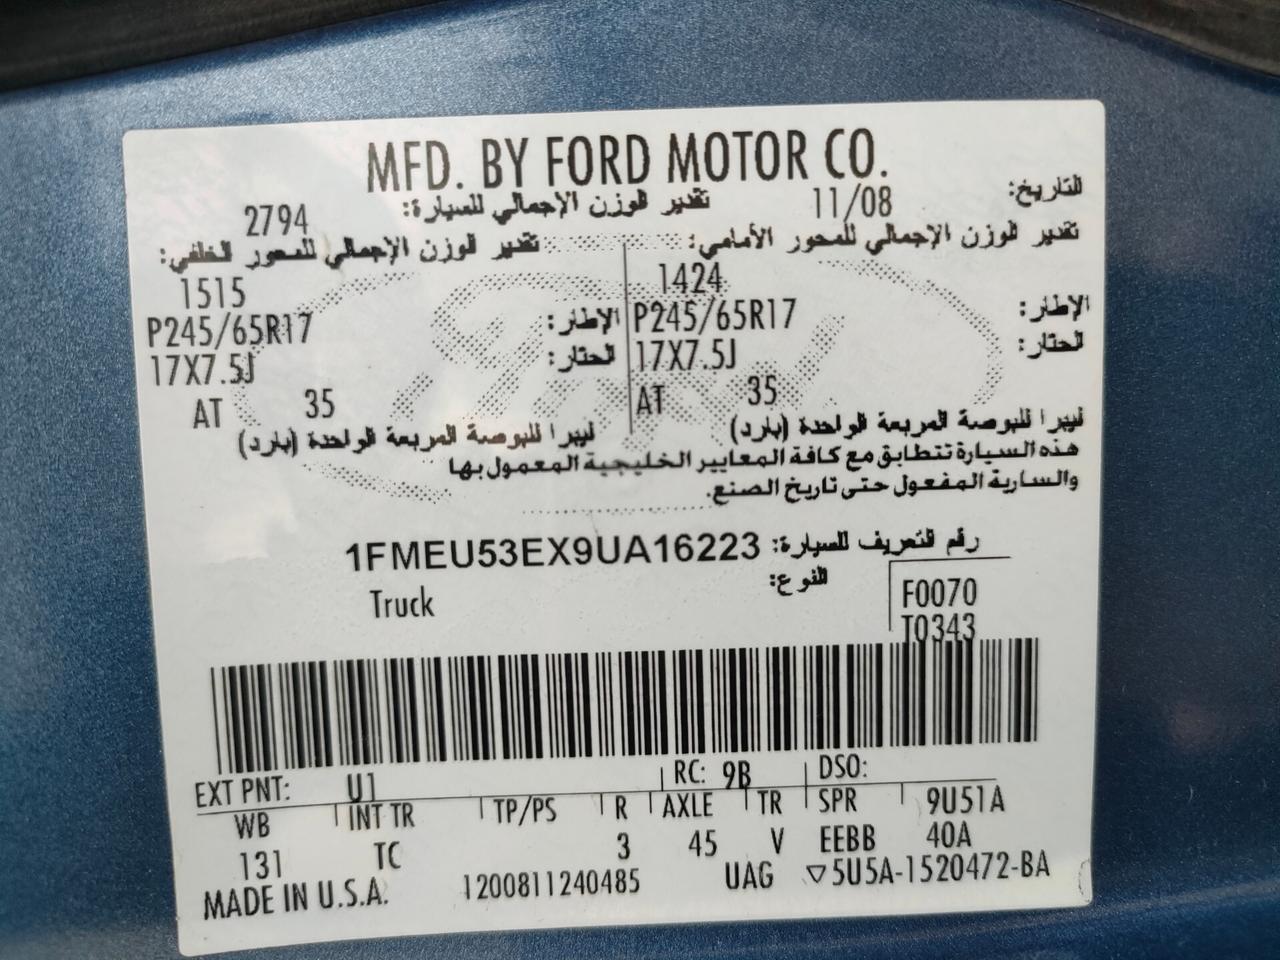 MFD. BY FORD MOTOR CO.
التاريخ: 11/08 تقدير الوزن الإجمالي للسيارة: 2794
تقدير الوزن الإجمالي للمحور الأمامي: تقدير الوزن الإجمالي للمحور الخلفي:
1424 1515
الإطار: P245/65R17 الإطار: P245/65R17
الحتار: 17X7.5J الحتار: 17X7.5J
AT 35 AT 35
ليبرا للبوصة المربعة الواحدة (بارد) ليبرا للبوصة المربعة الواحدة (بارد)
هذه السيارة تتطابق مع كافة المعايير الخليجية المعمول بها
والسارية المفعول حتى تاريخ الصنع.
رقم التعريف للسيارة: 1FMEU53EX9UA16223
النوع: Truck
F0070
T0343
EXT PNT: U1 RC: 9B DSO:
WB INT TR TP/PS R AXLE TR SPR 9U51A
131 TC 3 45 V EEBB 40A
MADE IN U.S.A. 1200811240485 UAG ▽5U5A-1520472-BA